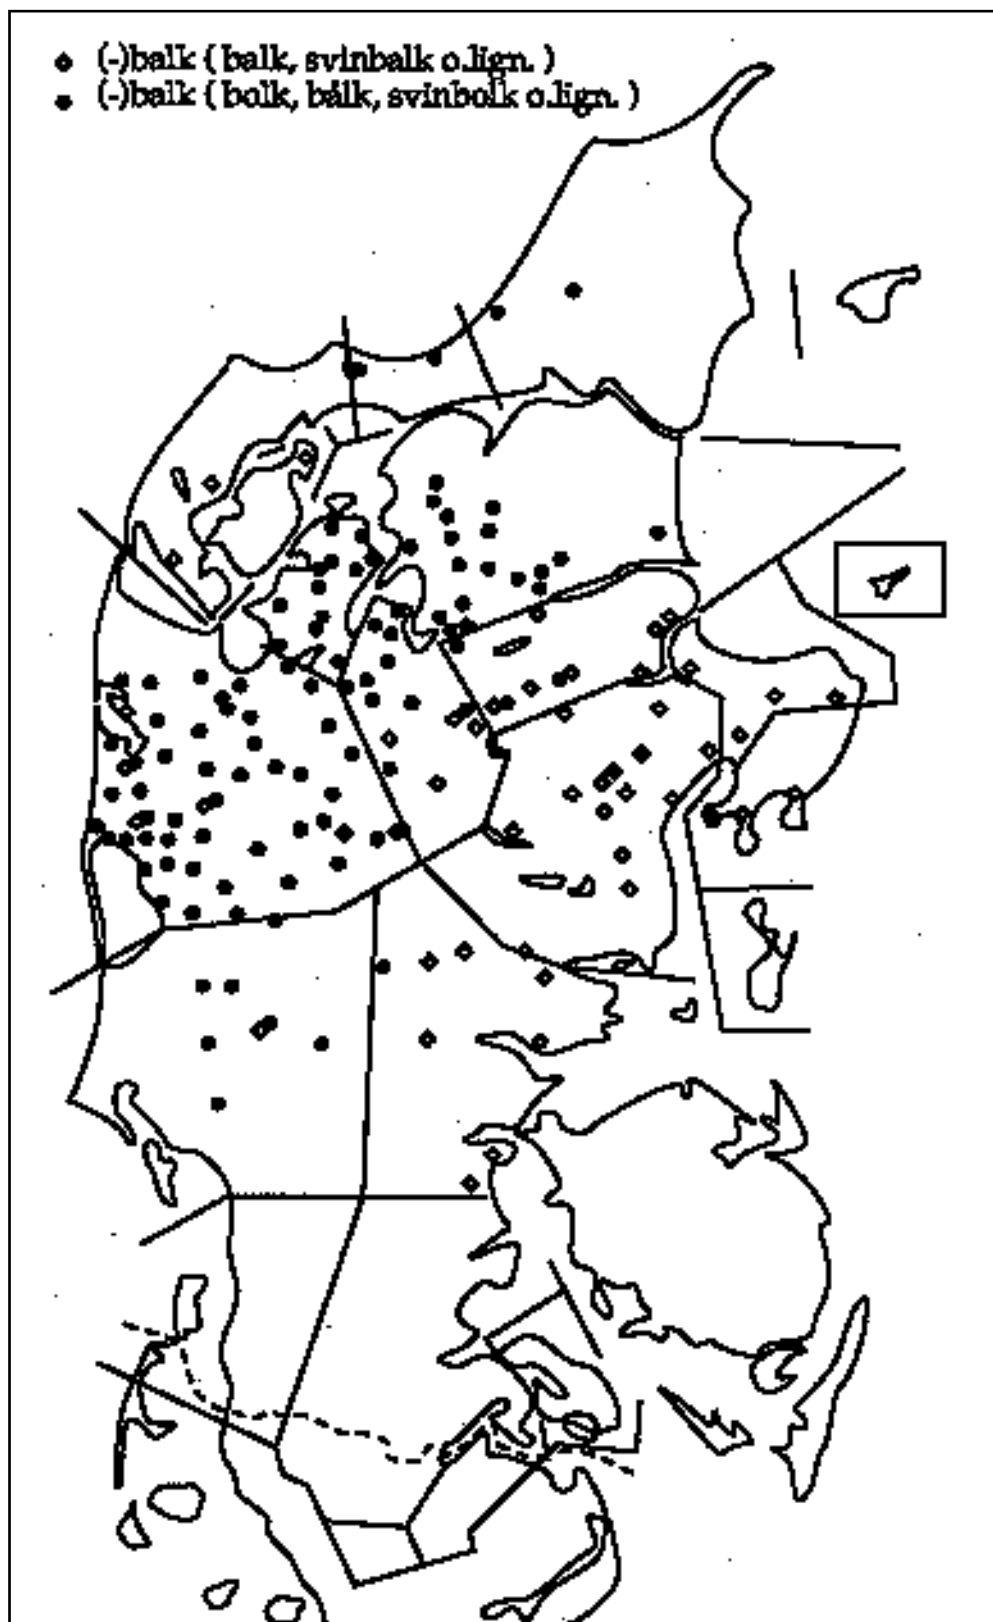 (-)balk ( balk, svinbalk o.lign. )
(-)balk ( bolk, bålk, svinbolk o.lign. )